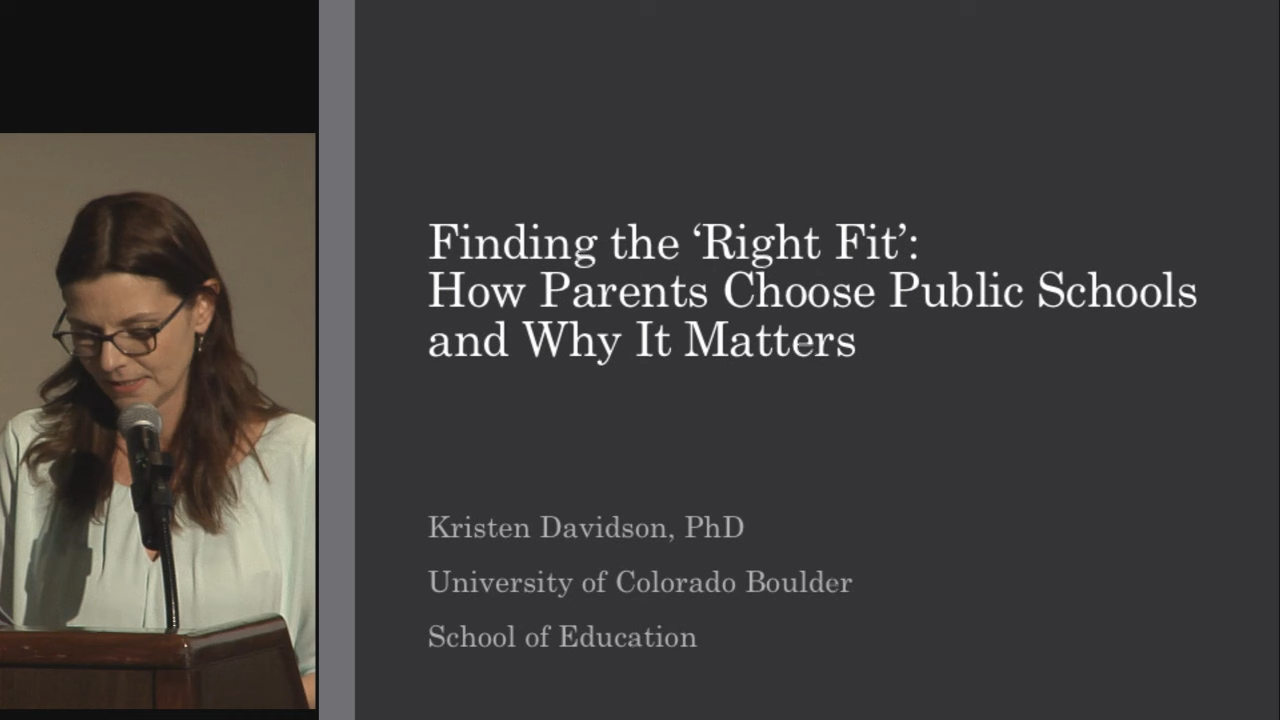 Finding the ‘Right Fit’:
How Parents Choose Public Schools
and Why It Matters
Kristen Davidson, PhD
University of Colorado Boulder
School of Education